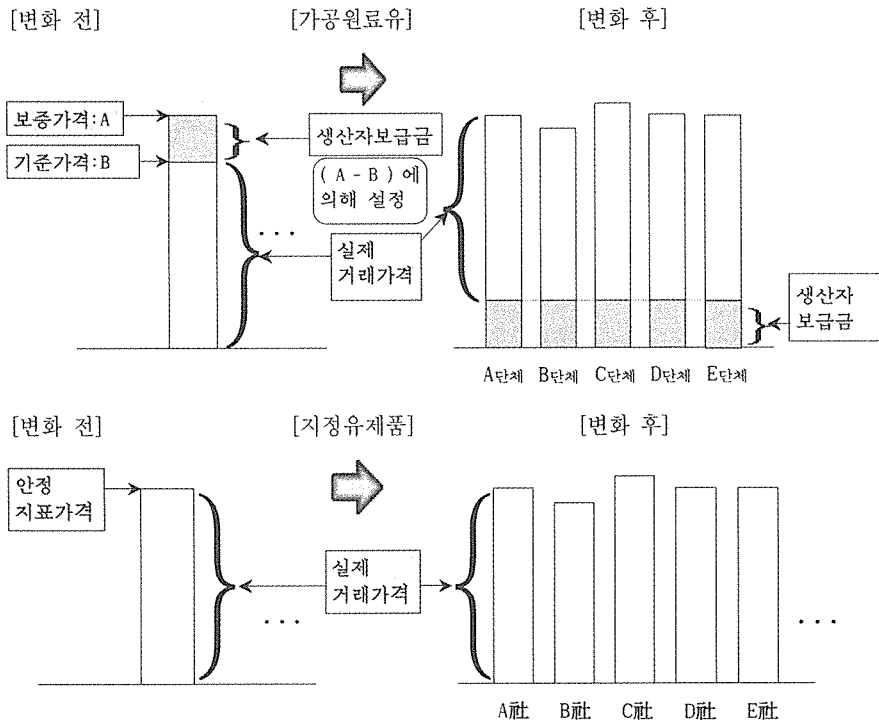 [변화 전] [가공원료유] [변화 후]
보증가격:A
기준가격:B
생산자보급금
( A - B ) 에
의해 설정
...
실제
거래가격
생산자
보급금
A단체 B단체 C단체 D단체 E단체
[변화 전] [지정유제품] [변화 후]
안정
지표가격
실제
거래가격
... ...
A社 B社 C社 D社 E社